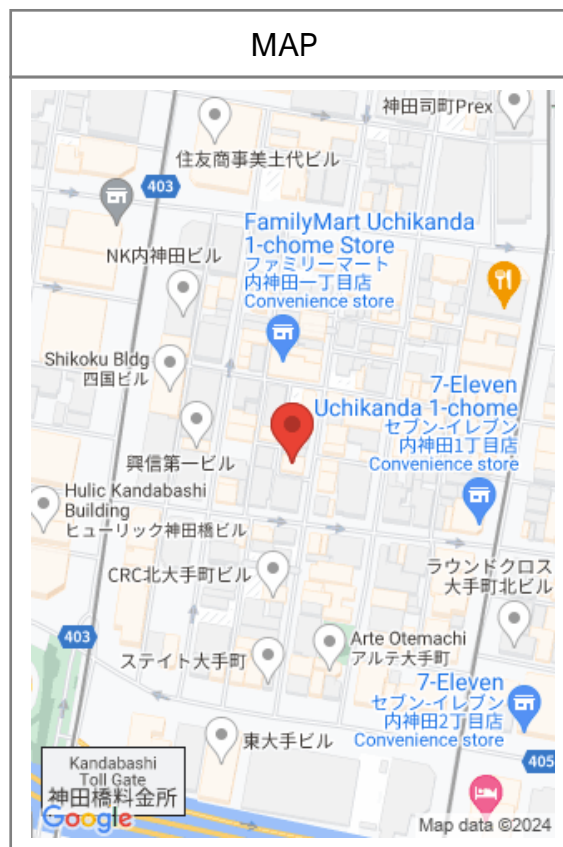 MAP
神田司町Prex
住友商事美土代ビル
403
FamilyMart Uchikanda
1-chome Store
ファミリーマート
内神田一丁目店
Convenience store
NK内神田ビル
Shikoku Bldg
四国ビル
7-Eleven
Uchikanda 1-chome
セブン-イレブン
内神田1丁目店
Convenience store
興信第一ビル
Hulic Kandabashi
Building
ヒューリック神田橋ビル
ラウンドクロス
大手町北ビル
CRC北大手町ビル
403
Arte Otemachi
アルテ大手町
ステイト大手町
7-Eleven
セブン-イレブン
内神田2丁目店
Convenience store
東大手ビル
405
Kandabashi
Toll Gate
神田橋料金所
Google
Map data ©2024